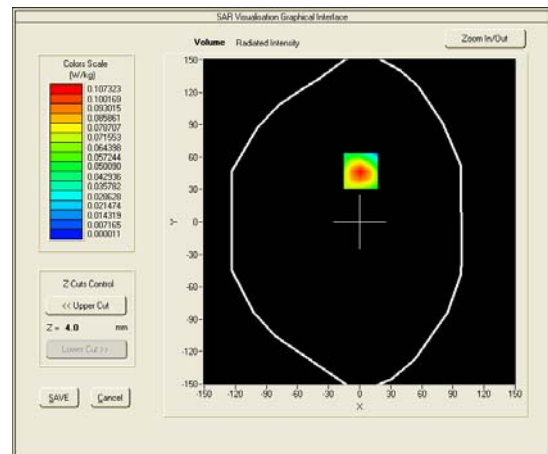 SAR Visualisation Graphical Interface
Volume Radiated Intensity
Zoom In/Out
Colors Scale
(W/kg)
0.107323
0.100169
0.093015
0.085861
0.078707
0.071553
0.064398
0.057244
0.050090
0.042936
0.035782
0.028628
0.021474
0.014319
0.007165
0.000011
Z Cuts Control
<< Upper Cut
Z = 4.0 mm
Lower Cut >>
SAVE Cancel
Y
150
120
90
60
30
0
-30
-60
-90
-120
-150
-150 -120 -90 -60 -30 0 30 60 90 120 150
X